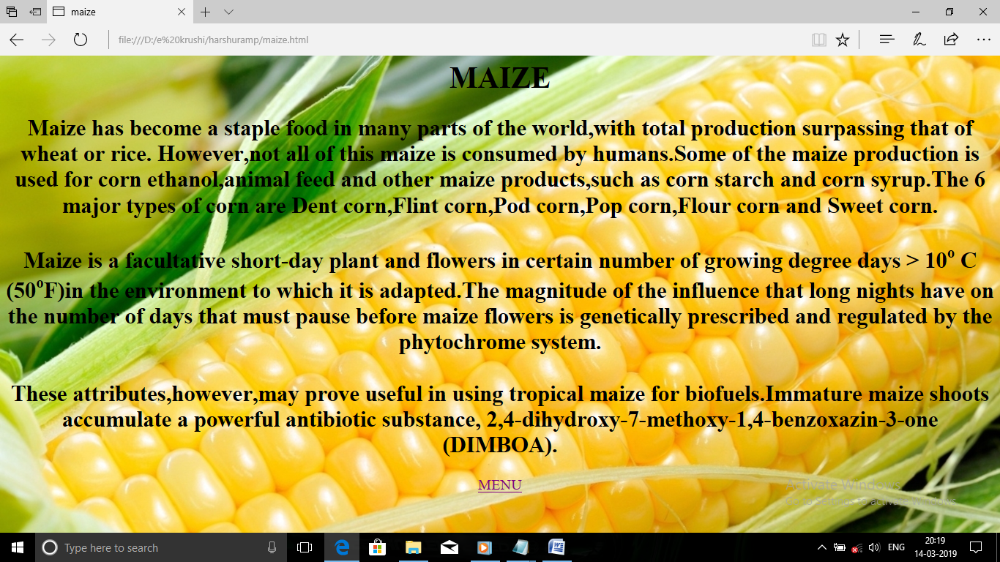 maize
file:///D:/e%20krushi/harshuramp/maize.html
MAIZE
Maize has become a staple food in many parts of the world,with total production surpassing that of
wheat or rice. However,not all of this maize is consumed by humans.Some of the maize production is
used for corn ethanol,animal feed and other maize products,such as corn starch and corn syrup.The 6
major types of corn are Dent corn,Flint corn,Pod corn,Pop corn,Flour corn and Sweet corn.
Maize is a facultative short-day plant and flowers in certain number of growing degree days > 10º C
(50ºF)in the environment to which it is adapted.The magnitude of the influence that long nights have on
the number of days that must pause before maize flowers is genetically prescribed and regulated by the
phytochrome system.
These attributes,however,may prove useful in using tropical maize for biofuels.Immature maize shoots
accumulate a powerful antibiotic substance, 2,4-dihydroxy-7-methoxy-1,4-benzoxazin-3-one
(DIMBOA).
MENU
Activate Windows
Go to Settings to activate Windows.
Type here to search
ENG
20:19
14-03-2019